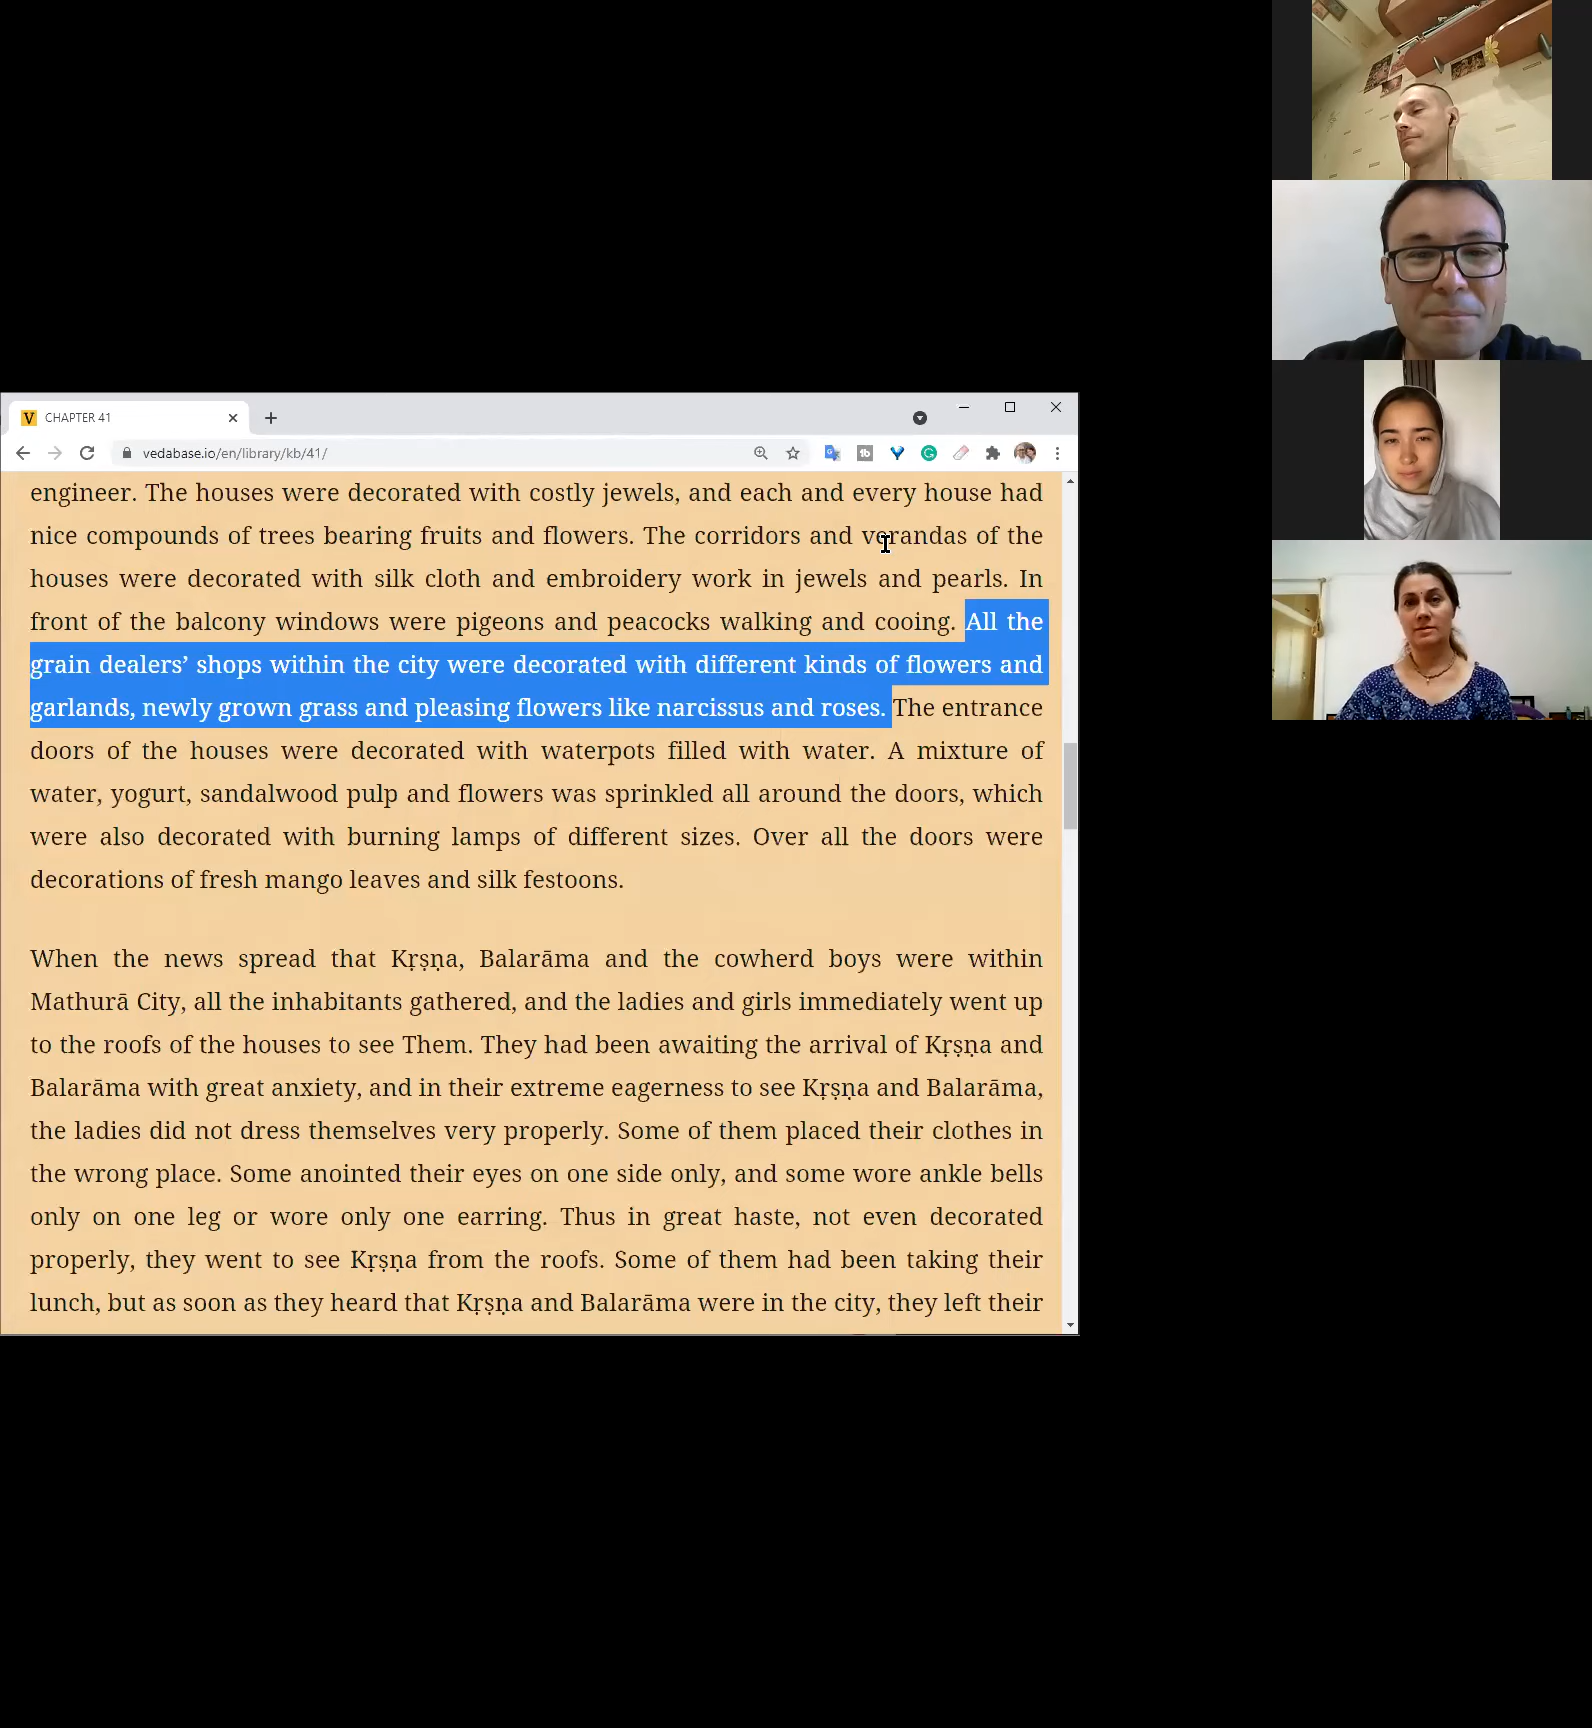 CHAPTER 41
vedabase.io/en/library/kb/41/
engineer. The houses were decorated with costly jewels, and each and every house had
nice compounds of trees bearing fruits and flowers. The corridors and verandas of the
houses were decorated with silk cloth and embroidery work in jewels and pearls. In
front of the balcony windows were pigeons and peacocks walking and cooing. All the
grain dealers’ shops within the city were decorated with different kinds of flowers and
garlands, newly grown grass and pleasing flowers like narcissus and roses. The entrance
doors of the houses were decorated with waterpots filled with water. A mixture of
water, yogurt, sandalwood pulp and flowers was sprinkled all around the doors, which
were also decorated with burning lamps of different sizes. Over all the doors were
decorations of fresh mango leaves and silk festoons.
When the news spread that Kṛṣṇa, Balarāma and the cowherd boys were within
Mathurā City, all the inhabitants gathered, and the ladies and girls immediately went up
to the roofs of the houses to see Them. They had been awaiting the arrival of Kṛṣṇa and
Balarāma with great anxiety, and in their extreme eagerness to see Kṛṣṇa and Balarāma,
the ladies did not dress themselves very properly. Some of them placed their clothes in
the wrong place. Some anointed their eyes on one side only, and some wore ankle bells
only on one leg or wore only one earring. Thus in great haste, not even decorated
properly, they went to see Kṛṣṇa from the roofs. Some of them had been taking their
lunch, but as soon as they heard that Kṛṣṇa and Balarāma were in the city, they left their